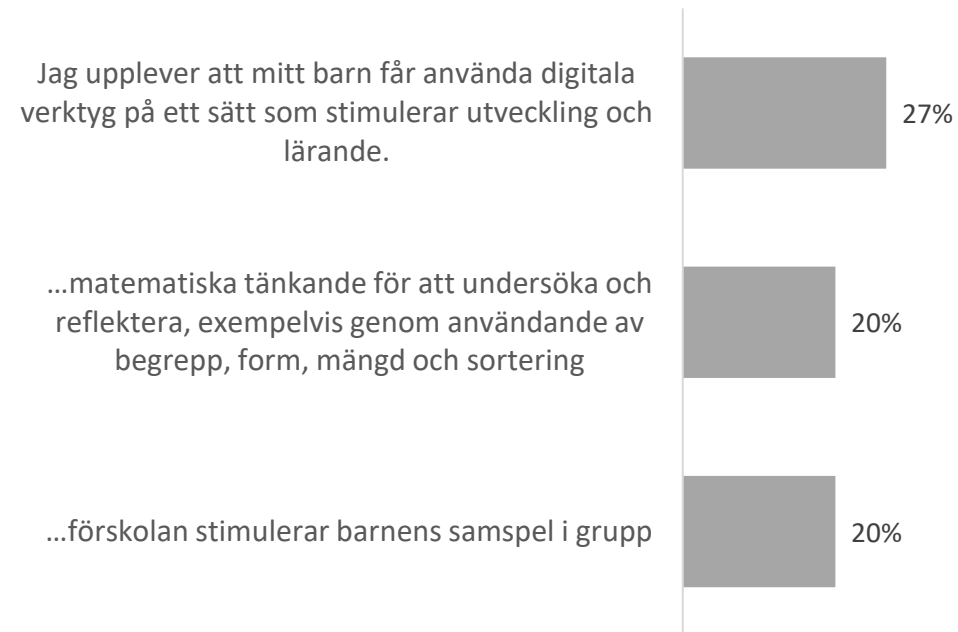 Jag upplever att mitt barn får använda digitala
verktyg på ett sätt som stimulerar utveckling och
lärande.
27%
...matematiska tänkande för att undersöka och
reflektera, exempelvis genom användande av
begrepp, form, mängd och sortering
20%
...förskolan stimulerar barnens samspel i grupp
20%